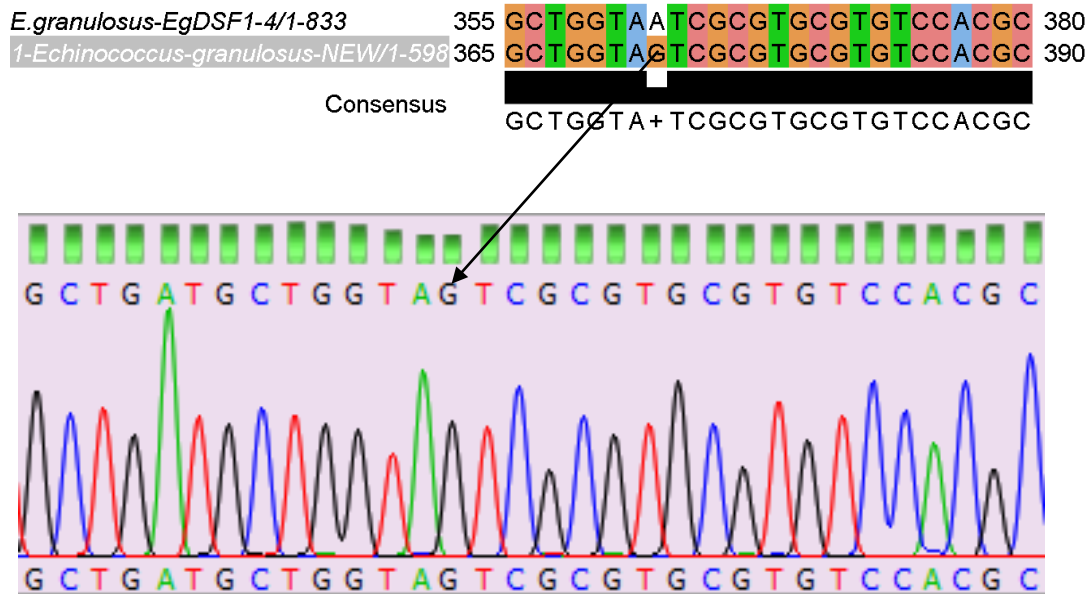 E.granulosus-EgDSF1-4/1-833 355 GCTGGTAATCGCGTGCGTGTCCACGC 380
1-Echinococcus-granulosus-NEW/1-598 365 GCTGGTAGTCGCGTGCGTGTCCACGC 390
Consensus
GCTGGTA+TCGCGTGCGTGTCCACGC
GCTGATGCTGGTAGTCGCGTGCGTGTCCACGC
GCTGATGCTGGTAGTCGCGTGCGTGTCCACGC